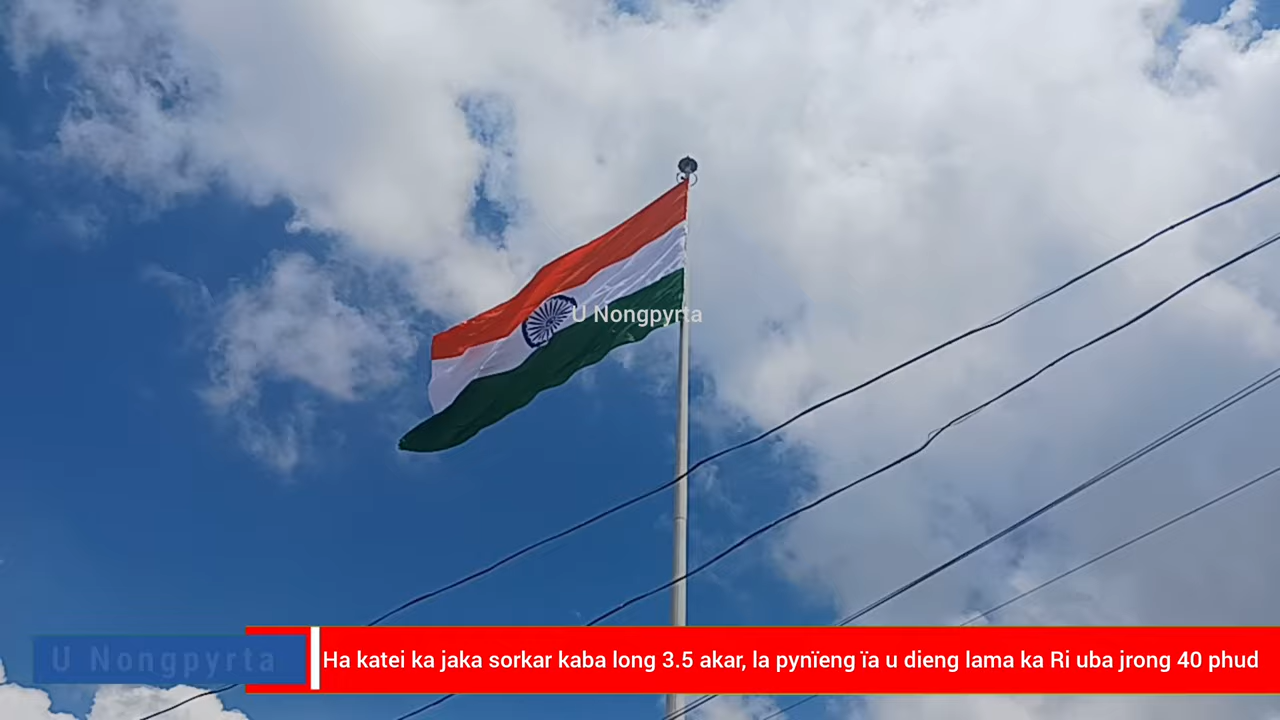 U Nongpyrta
U Nongpyrta
Ha katei ka jaka sorkar kaba long 3.5 akar, la pynïeng ïa u dieng lama ka Ri uba jrong 40 phud